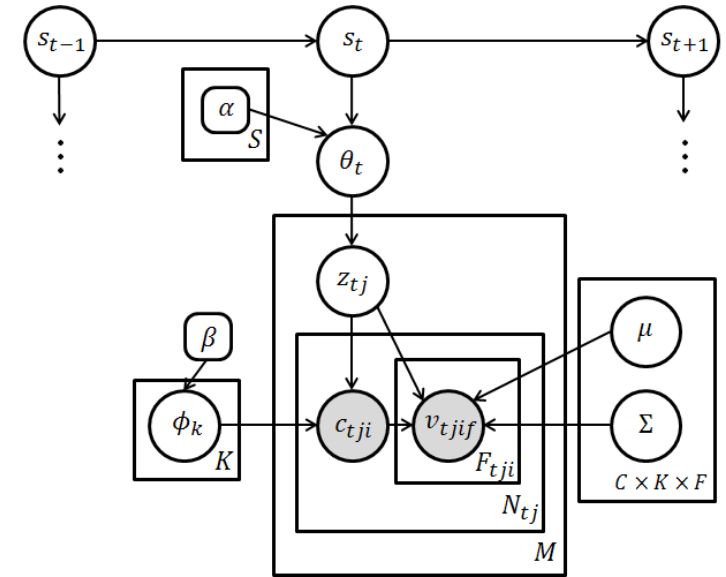 s_{t−1} s_t s_{t+1}
α
S
⋮ θ_t ⋮
z_{tj}
β μ
ϕ_k c_{tji} v_{tjif} Σ
K F_{tji} C × K × F
N_{tj}
M